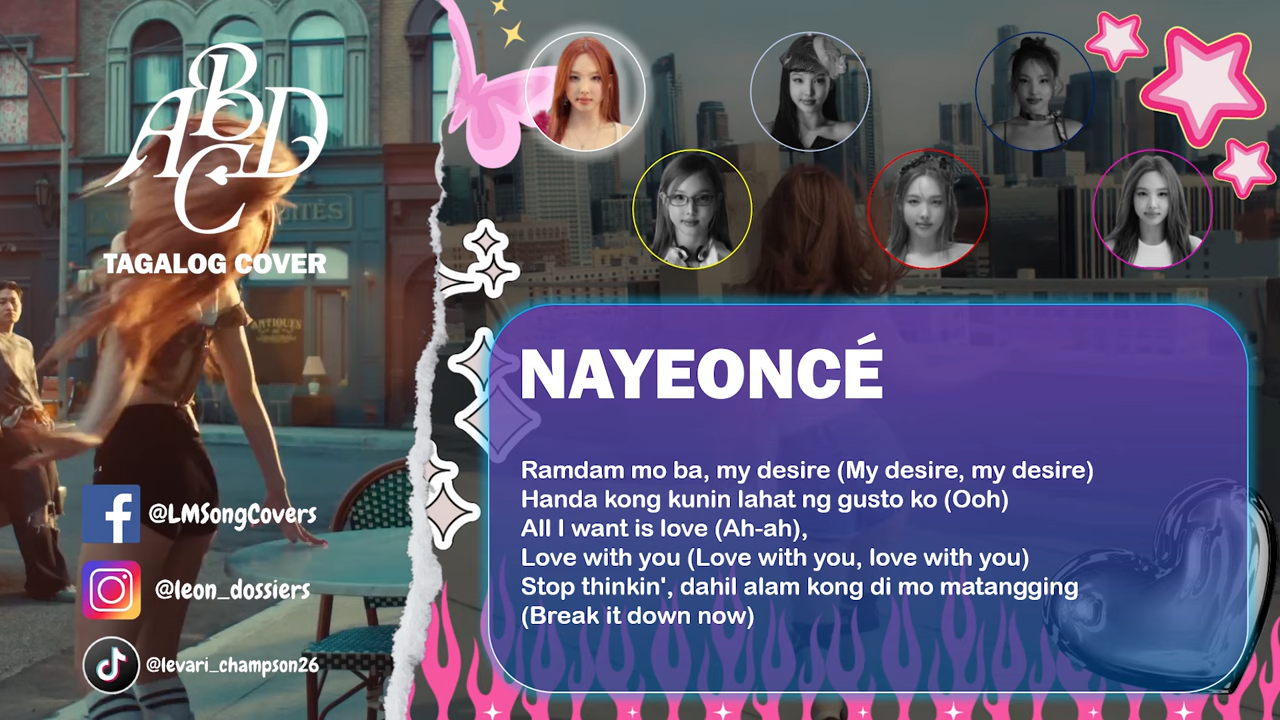 ABCD
TAGALOG COVER
ANTIQUES
@LMSongCovers
@leon_dossiers
@levari_champson26
NAYEONCÉ
Ramdam mo ba, my desire (My desire, my desire)
Handa kong kunin lahat ng gusto ko (Ooh)
All I want is love (Ah-ah),
Love with you (Love with you, love with you)
Stop thinkin', dahil alam kong di mo matangging
(Break it down now)